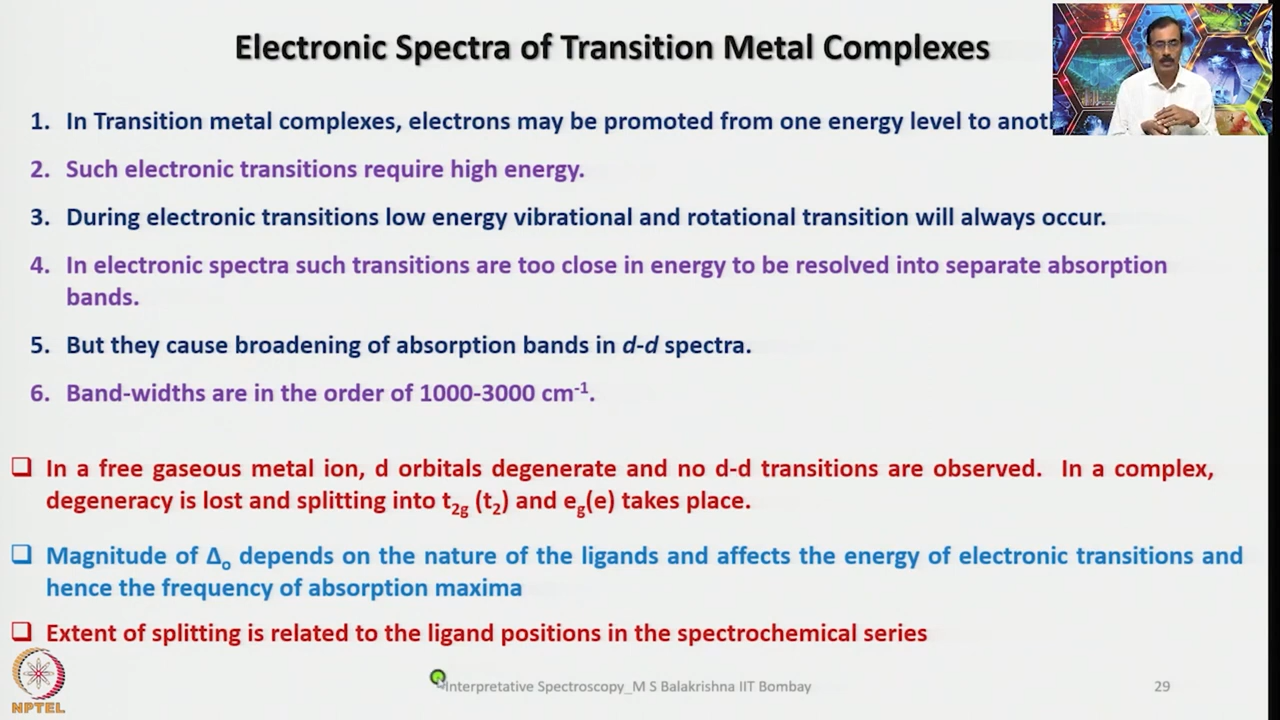 Electronic Spectra of Transition Metal Complexes
1. In Transition metal complexes, electrons may be promoted from one energy level to
2. Such electronic transitions require high energy.
3. During electronic transitions low energy vibrational and rotational transition will always occur.
4. In electronic spectra such transitions are too close in energy to be resolved into separate absorption
bands.
5. But they cause broadening of absorption bands in d-d spectra.
6. Band-widths are in the order of 1000-3000 cm⁻¹.
❑ In a free gaseous metal ion, d orbitals degenerate and no d-d transitions are observed. In a complex,
degeneracy is lost and splitting into t₂g (t₂) and eg(e) takes place.
❑ Magnitude of Δₒ depends on the nature of the ligands and affects the energy of electronic transitions and
hence the frequency of absorption maxima
❑ Extent of splitting is related to the ligand positions in the spectrochemical series
NPTEL
Interpretative Spectroscopy_M S Balakrishna IIT Bombay
29